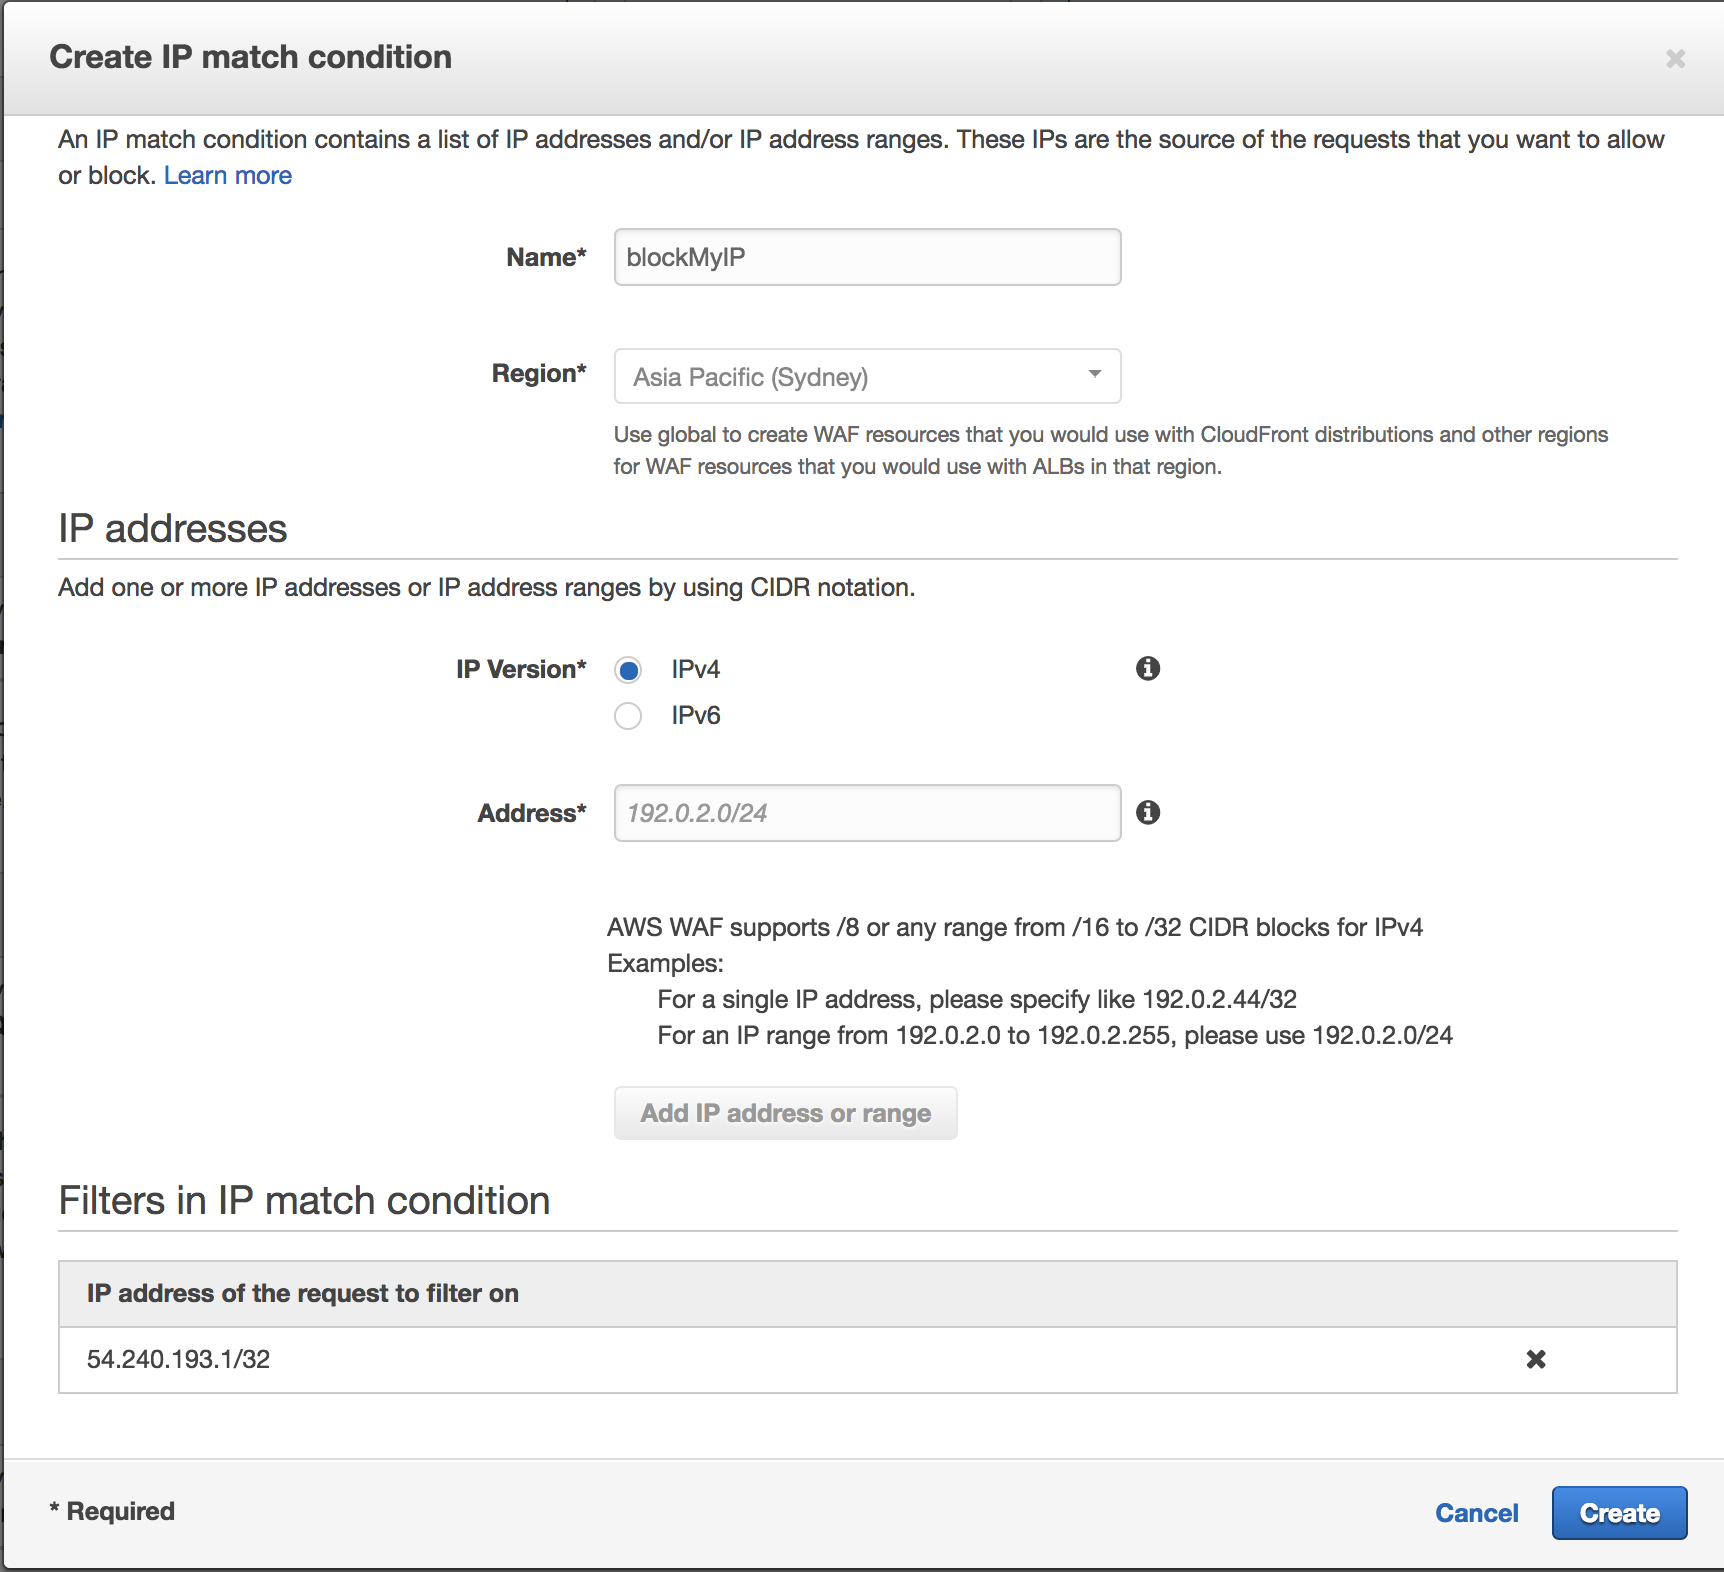 Create IP match condition
An IP match condition contains a list of IP addresses and/or IP address ranges. These IPs are the source of the requests that you want to allow
or block. Learn more
Name* blockMyIP
Region* Asia Pacific (Sydney)
Use global to create WAF resources that you would use with CloudFront distributions and other regions
for WAF resources that you would use with ALBs in that region.
IP addresses
Add one or more IP addresses or IP address ranges by using CIDR notation.
IP Version* IPv4
IPv6
Address* 192.0.2.0/24
AWS WAF supports /8 or any range from /16 to /32 CIDR blocks for IPv4
Examples:
For a single IP address, please specify like 192.0.2.44/32
For an IP range from 192.0.2.0 to 192.0.2.255, please use 192.0.2.0/24
Add IP address or range
Filters in IP match condition
IP address of the request to filter on
54.240.193.1/32
* Required Cancel Create